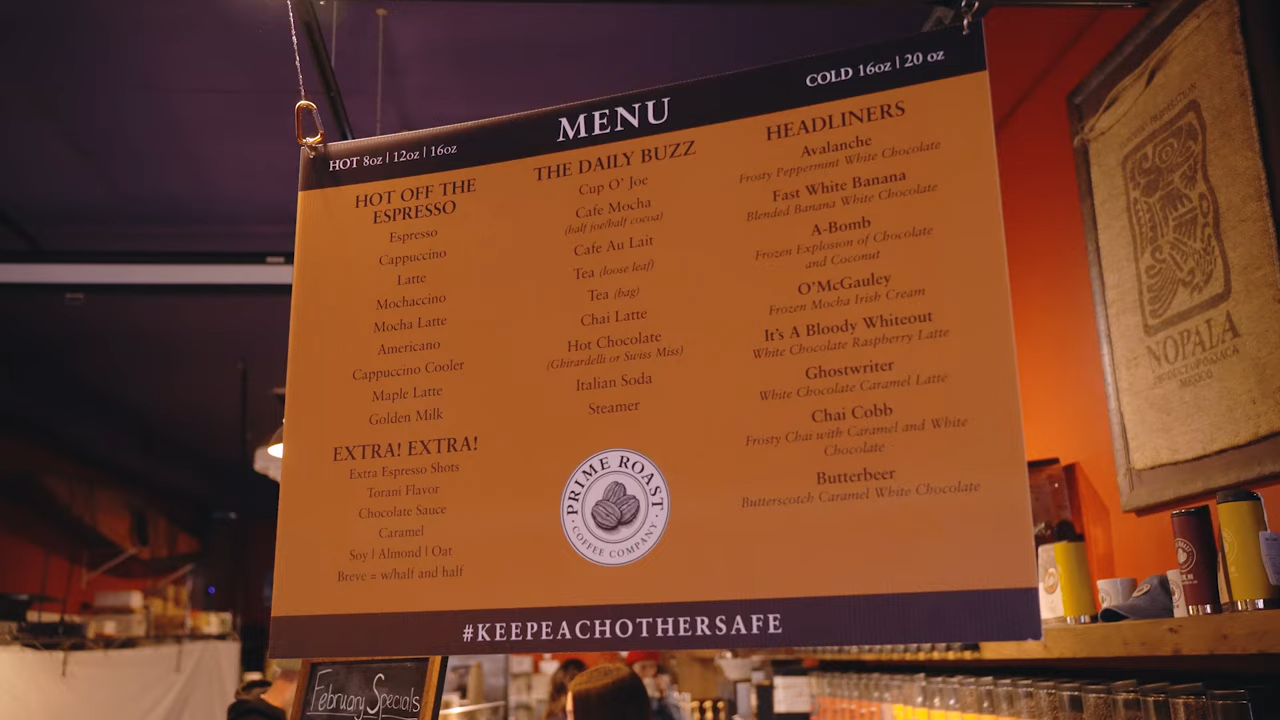 MENU
HOT 8oz | 12oz | 16oz
COLD 16oz | 20 oz
HOT OFF THE
ESPRESSO
Espresso
Cappuccino
Latte
Mochaccino
Mocha Latte
Americano
Cappuccino Cooler
Maple Latte
Golden Milk
EXTRA! EXTRA!
Extra Espresso Shots
Torani Flavor
Chocolate Sauce
Caramel
Soy | Almond | Oat
Breve = w/half and half
THE DAILY BUZZ
Cup O' Joe
Cafe Mocha
(half joe/half cocoa)
Cafe Au Lait
Tea (loose leaf)
Tea (bag)
Chai Latte
Hot Chocolate
(Ghirardelli or Swiss Miss)
Italian Soda
Steamer
PRIME ROAST
COFFEE COMPANY
HEADLINERS
Avalanche
Frosty Peppermint White Chocolate
Fast White Banana
Blended Banana White Chocolate
A-Bomb
Frozen Explosion of Chocolate
and Coconut
O'McGauley
Frozen Mocha Irish Cream
It's A Bloody Whiteout
White Chocolate Raspberry Latte
Ghostwriter
White Chocolate Caramel Latte
Chai Cobb
Frosty Chai with Caramel and White
Chocolate
Butterbeer
Butterscotch Caramel White Chocolate
#KEEPEACHOTHERSAFE
February Specials
NOPALA
MEXICO